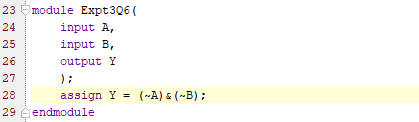 23 module Expt3Q6(
24 input A,
25 input B,
26 output Y
27 );
28 assign Y = (~A)&(~B);
29 endmodule